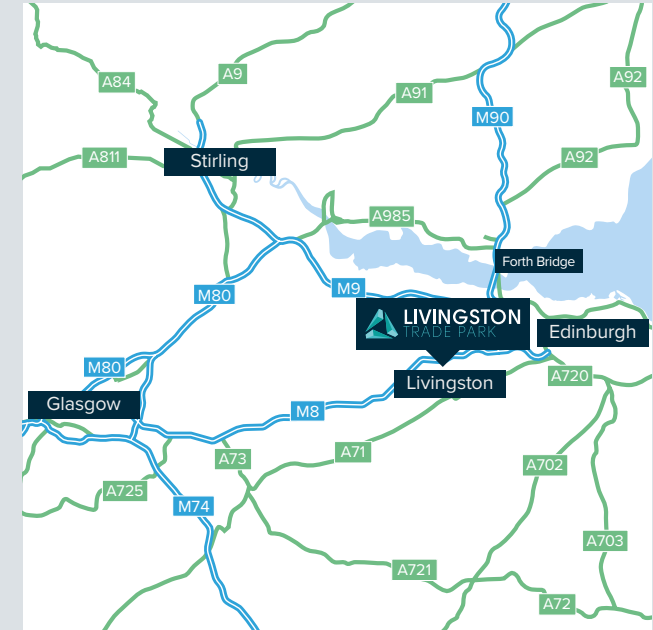 A9
A92
A84
A91
M90
A811
A92
Stirling
A985
Forth Bridge
M9
M80
LIVINGSTON
TRADE PARK
Edinburgh
M80
A720
Livingston
Glasgow
M8
A71
A73
A702
A725
M74
A703
A721
A72